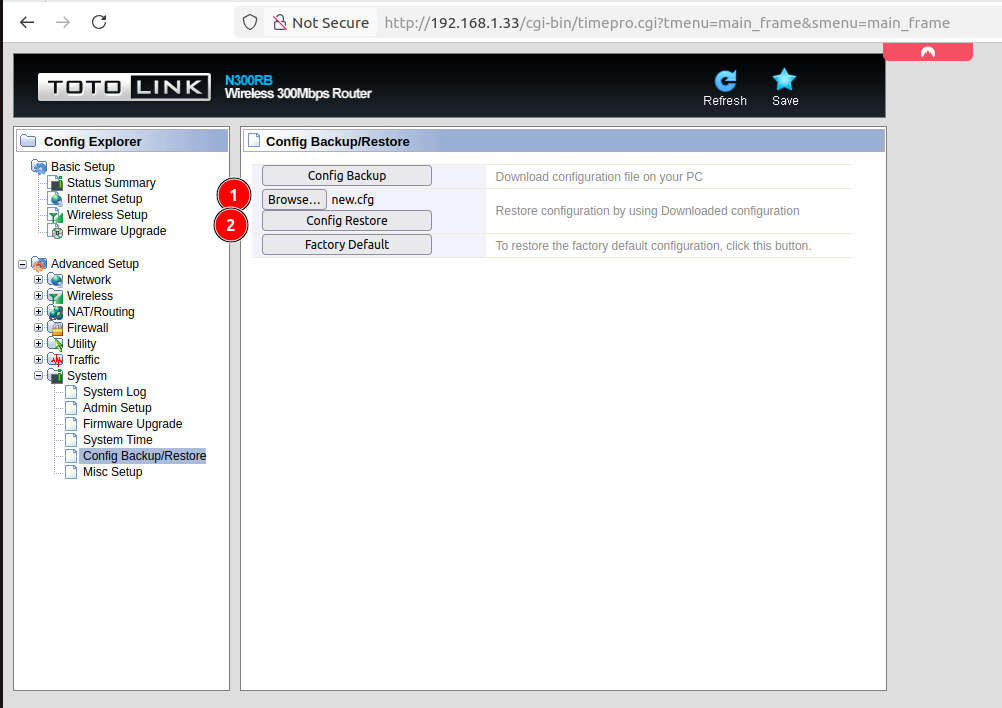 Not Secure http://192.168.1.33/cgi-bin/timepro.cgi?tmenu=main_frame&smenu=main_frame
TOTO LINK
N300RB
Wireless 300Mbps Router
Refresh
Save
Config Explorer
Basic Setup
Status Summary
Internet Setup
Wireless Setup
Firmware Upgrade
Advanced Setup
Network
Wireless
NAT/Routing
Firewall
Utility
Traffic
System
System Log
Admin Setup
Firmware Upgrade
System Time
Config Backup/Restore
Misc Setup
Config Backup/Restore
Config Backup
Download configuration file on your PC
1
Browse... new.cfg
2
Config Restore
Restore configuration by using Downloaded configuration
Factory Default
To restore the factory default configuration, click this button.